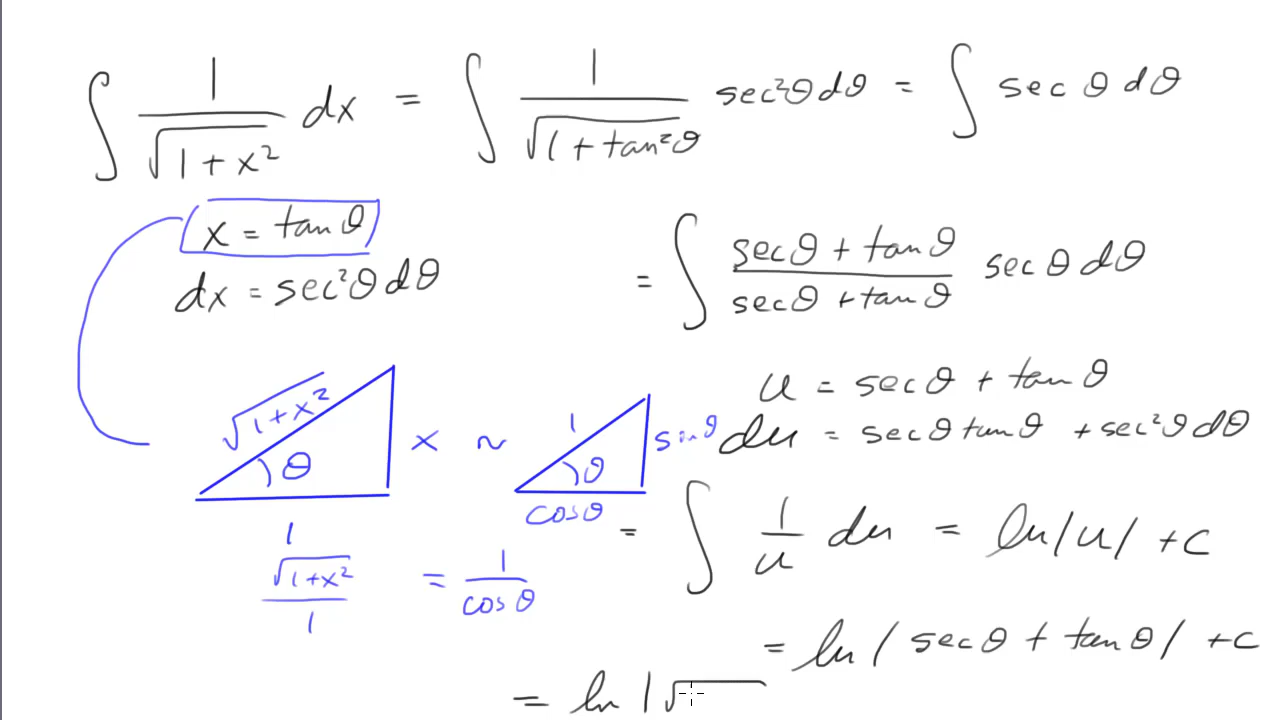 ∫ 1/√(1 + x²) dx = ∫ 1/√(1 + tan²θ) sec²θ dθ = ∫ sec θ dθ
x = tan θ
dx = sec²θ dθ
= ∫ (secθ + tanθ)/(secθ + tanθ) secθ dθ
u = secθ + tanθ
du = secθ tanθ + sec²θ dθ
√(1 + x²) θ x 1 ~ 1 θ sinθ cosθ
= ∫ 1/u du = ln|u| + c
√(1+x²)/1 = 1/cosθ
= ln|secθ + tanθ| + c
= ln|√